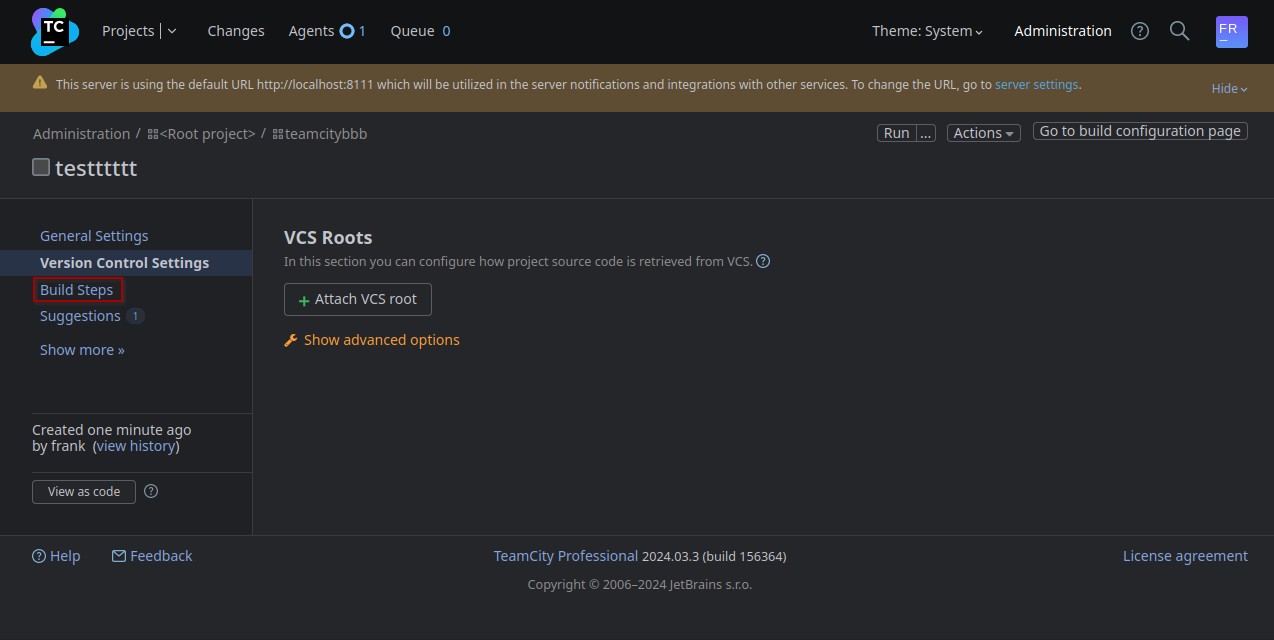 TC
Projects
Changes
Agents 1
Queue 0
Theme: System
Administration
?
FR
This server is using the default URL http://localhost:8111 which will be utilized in the server notifications and integrations with other services. To change the URL, go to server settings.
Hide
Administration / <Root project> / teamcitybbb
Run ...
Actions
Go to build configuration page
testttttt
General Settings
Version Control Settings
Build Steps
Suggestions 1
Show more »
Created one minute ago
by frank (view history)
View as code ?
VCS Roots
In this section you can configure how project source code is retrieved from VCS. ?
+ Attach VCS root
Show advanced options
? Help
Feedback
TeamCity Professional 2024.03.3 (build 156364)
License agreement
Copyright © 2006–2024 JetBrains s.r.o.